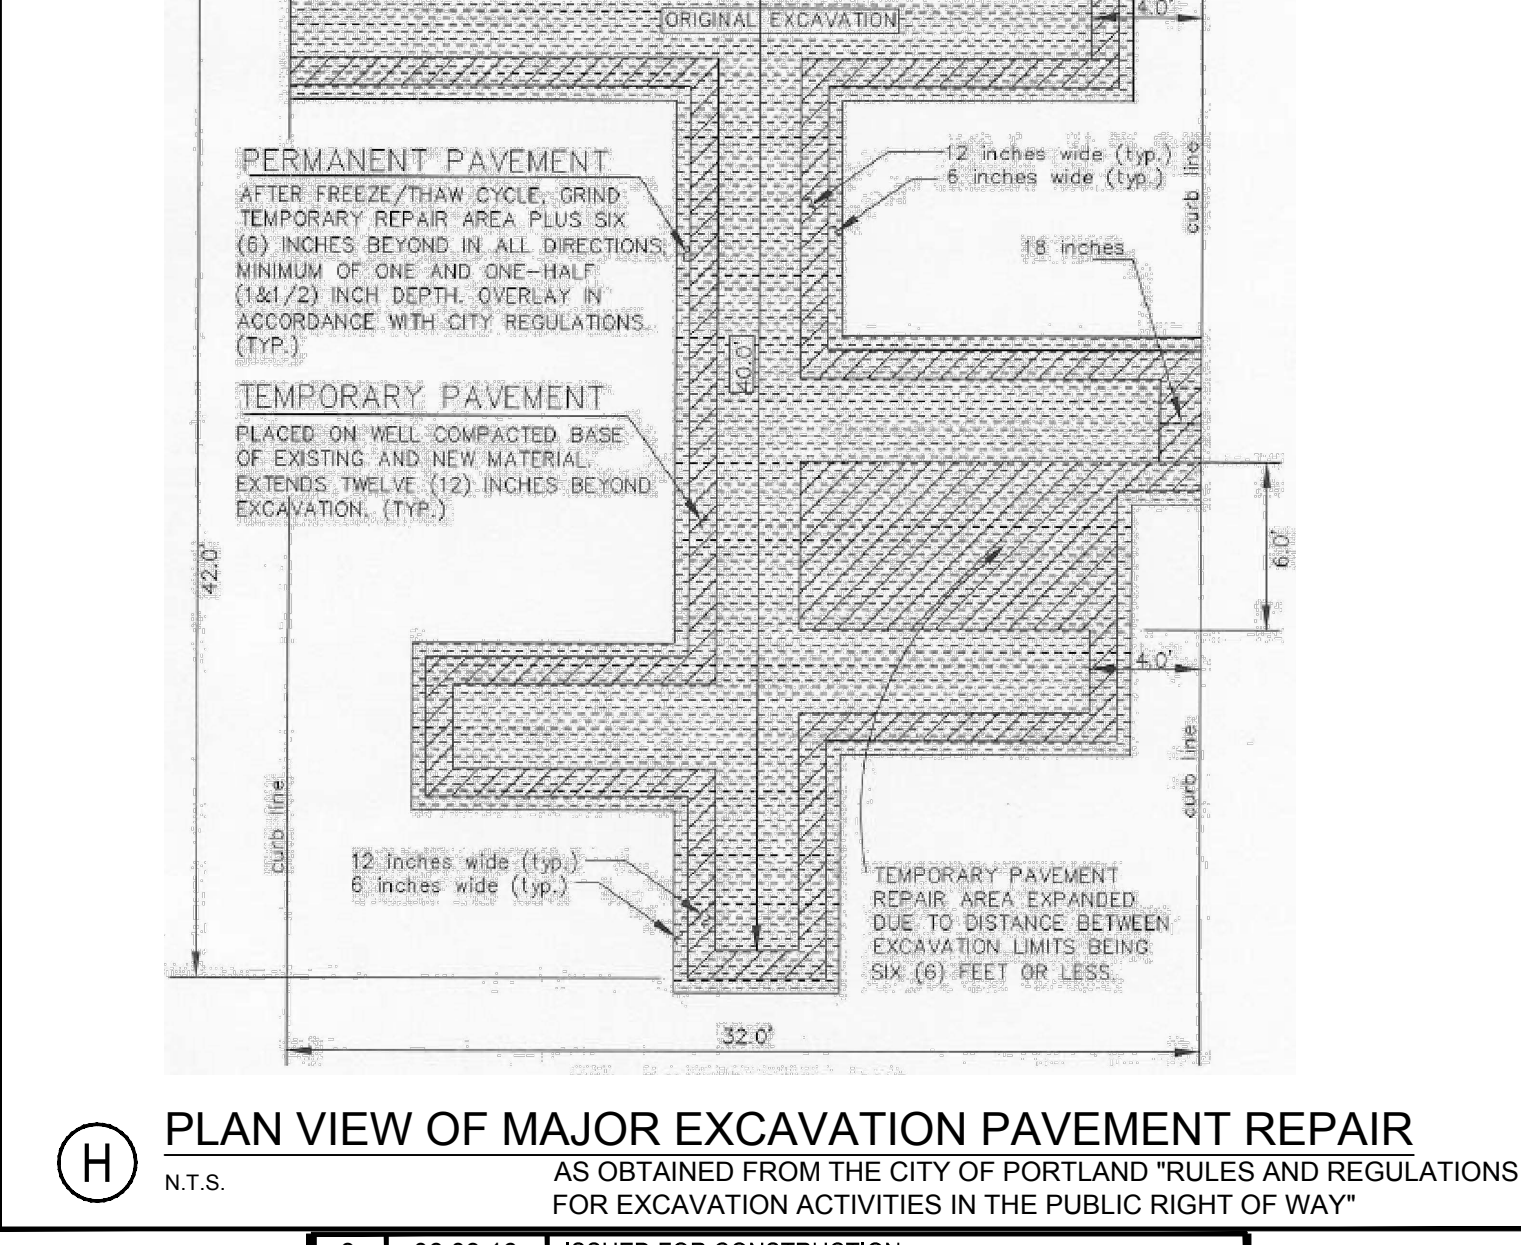 ORIGINAL EXCAVATION
4.0'
PERMANENT PAVEMENT
AFTER FREEZE/THAW CYCLE, GRIND
TEMPORARY REPAIR AREA PLUS SIX
(6) INCHES BEYOND IN ALL DIRECTIONS,
MINIMUM OF ONE AND ONE-HALF
(1&1/2) INCH DEPTH. OVERLAY IN
ACCORDANCE WITH CITY REGULATIONS.
(TYP.)
12 inches wide (typ.)
6 inches wide (typ.)
curb line
18 inches
40.0'
TEMPORARY PAVEMENT
PLACED ON WELL COMPACTED BASE
OF EXISTING AND NEW MATERIAL.
EXTENDS TWELVE (12) INCHES BEYOND
EXCAVATION. (TYP.)
42.0'
6.0'
4.0'
curb line
curb line
12 inches wide (typ.)
6 inches wide (typ.)
TEMPORARY PAVEMENT
REPAIR AREA EXPANDED
DUE TO DISTANCE BETWEEN
EXCAVATION LIMITS BEING
SIX (6) FEET OR LESS.
32.0'
H
PLAN VIEW OF MAJOR EXCAVATION PAVEMENT REPAIR
N.T.S.
AS OBTAINED FROM THE CITY OF PORTLAND "RULES AND REGULATIONS
FOR EXCAVATION ACTIVITIES IN THE PUBLIC RIGHT OF WAY"
ISSUED FOR CONSTRUCTION